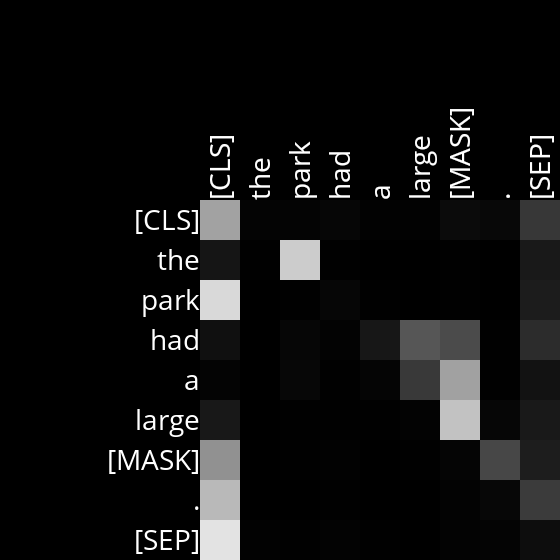 [CLS] the park had a large [MASK] . [SEP]
[CLS]
the
park
had
a
large
[MASK]
.
[SEP]